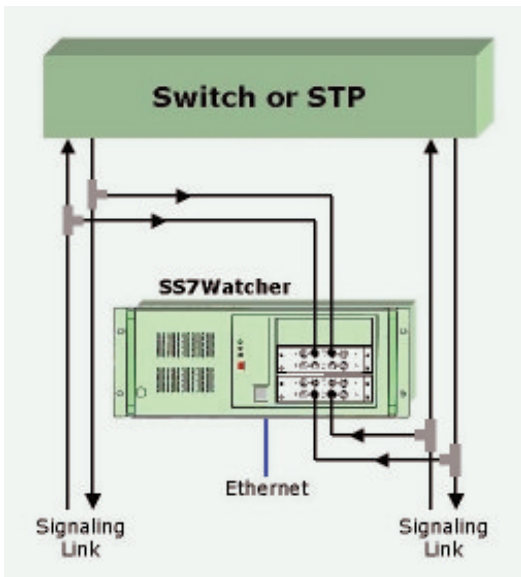 Switch or STP
SS7Watcher
Ethernet
Signaling
Link
Signaling
Link